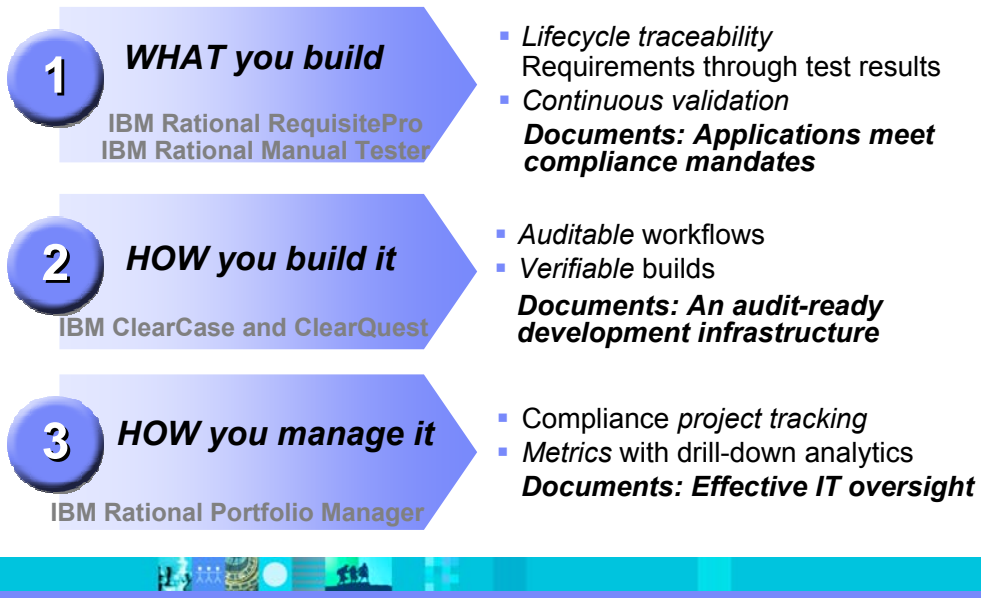 1
WHAT you build
IBM Rational RequisitePro
IBM Rational Manual Tester
▪ Lifecycle traceability
Requirements through test results
▪ Continuous validation
Documents: Applications meet
compliance mandates
2
HOW you build it
IBM ClearCase and ClearQuest
▪ Auditable workflows
▪ Verifiable builds
Documents: An audit-ready
development infrastructure
3
HOW you manage it
IBM Rational Portfolio Manager
▪ Compliance project tracking
▪ Metrics with drill-down analytics
Documents: Effective IT oversight